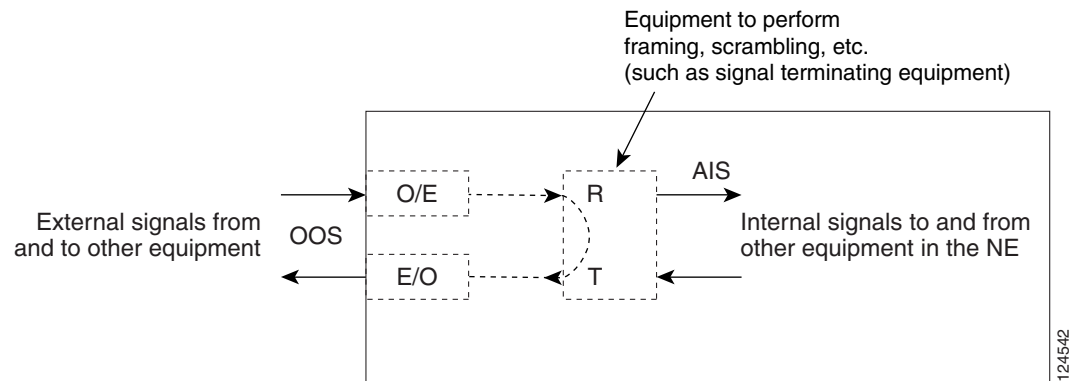 Equipment to perform
framing, scrambling, etc.
(such as signal terminating equipment)
AIS
O/E
R
External signals from
and to other equipment
OOS
Internal signals to and from
other equipment in the NE
E/O
T
124542